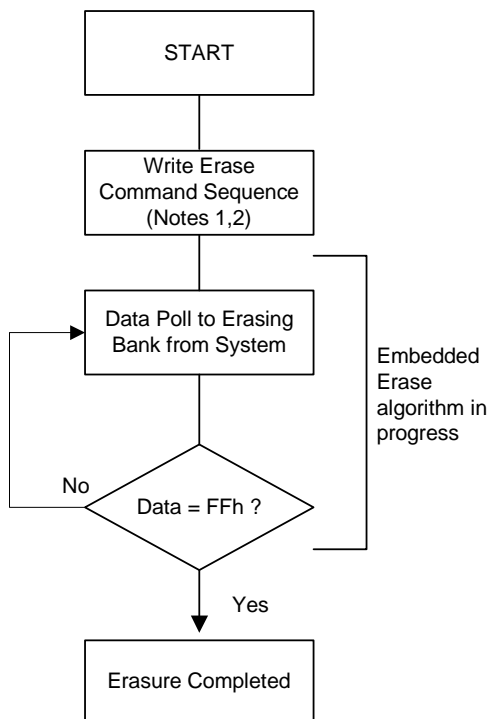 START
Write Erase
Command Sequence
(Notes 1,2)
Data Poll to Erasing
Bank from System
Embedded
Erase
algorithm in
progress
No
Data = FFh ?
Yes
Erasure Completed